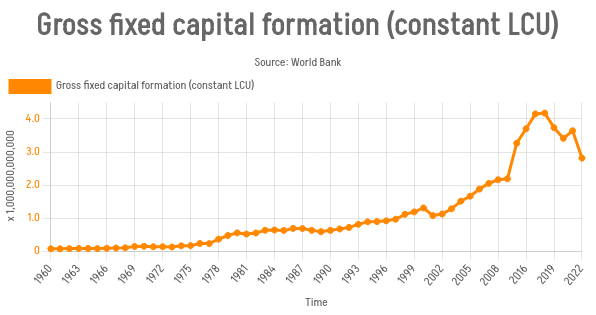 Gross fixed capital formation (constant LCU)
Source: World Bank
Gross fixed capital formation (constant LCU)
x 1,000,000,000,000
4.0
3.0
2.0
1.0
0
1960 1963 1966 1969 1972 1975 1978 1981 1984 1987 1990 1993 1996 1999 2002 2005 2008 2016 2019 2022
Time